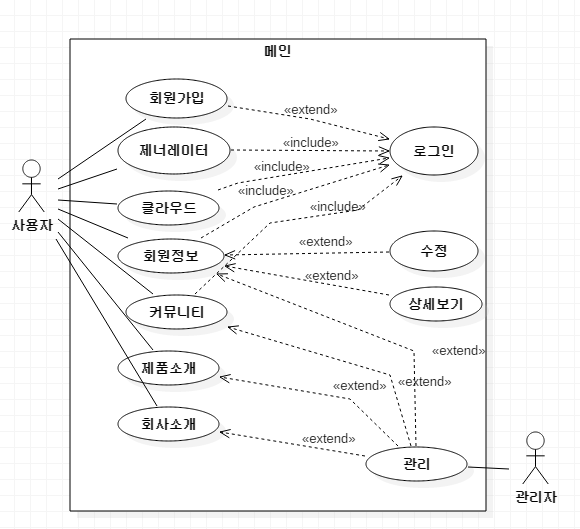 메인
회원가입
«extend»
제너레이터
«include»
로그인
«include»
클라우드
«include»
«include»
사용자
회원정보
«extend»
수정
«extend»
상세보기
커뮤니티
«extend»
제품소개
«extend»
«extend»
회사소개
«extend»
관리
관리자